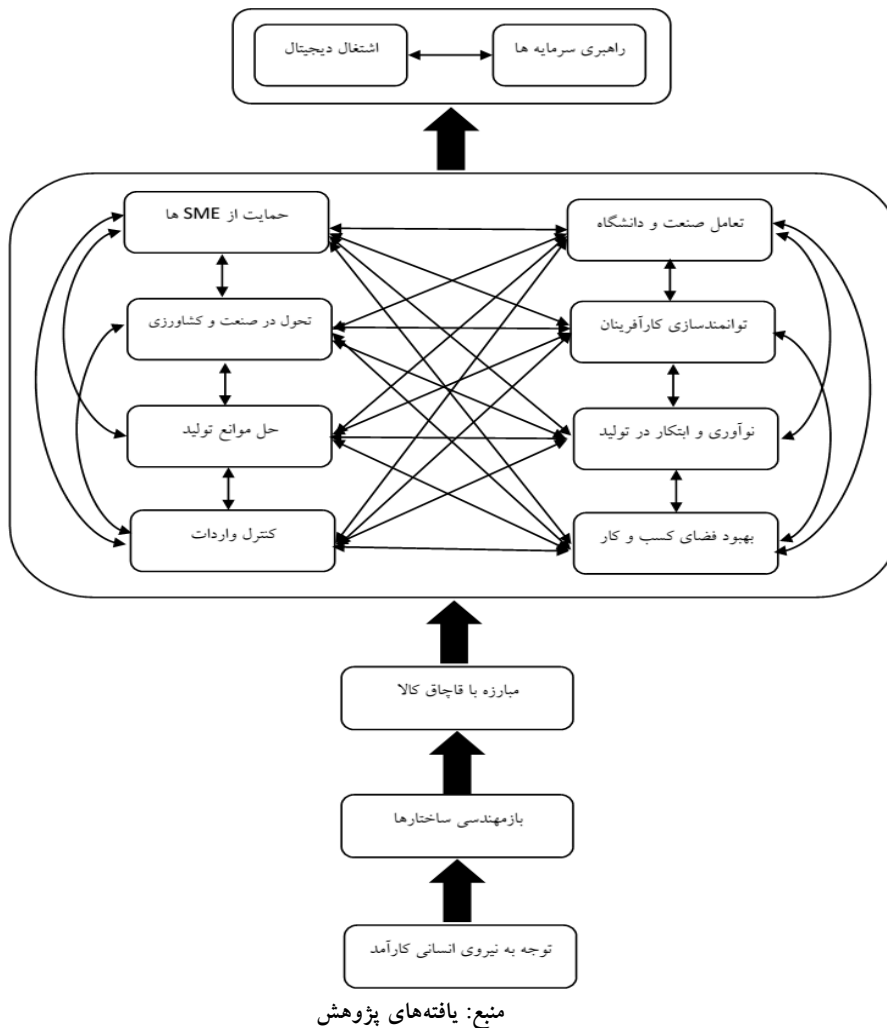 راهبری سرمایه ها
اشتغال دیجیتال
تعامل صنعت و دانشگاه
حمایت از SME ها
توانمندسازی کارآفرینان
تحول در صنعت و کشاورزی
نوآوری و ابتکار در تولید
حل موانع تولید
بهبود فضای کسب و کار
کنترل واردات
مبارزه با قاچاق کالا
بازمهندسی ساختارها
توجه به نیروی انسانی کارآمد
منبع: یافته‌های پژوهش